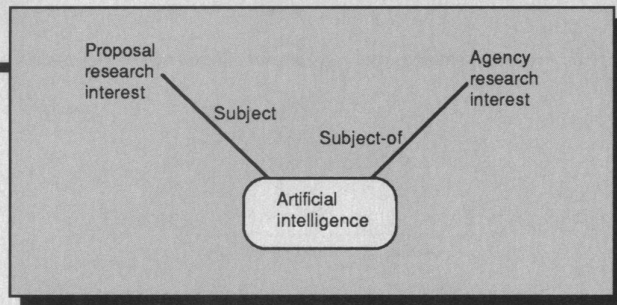 Proposal
research
interest
Agency
research
interest
Subject
Subject-of
Artificial
intelligence